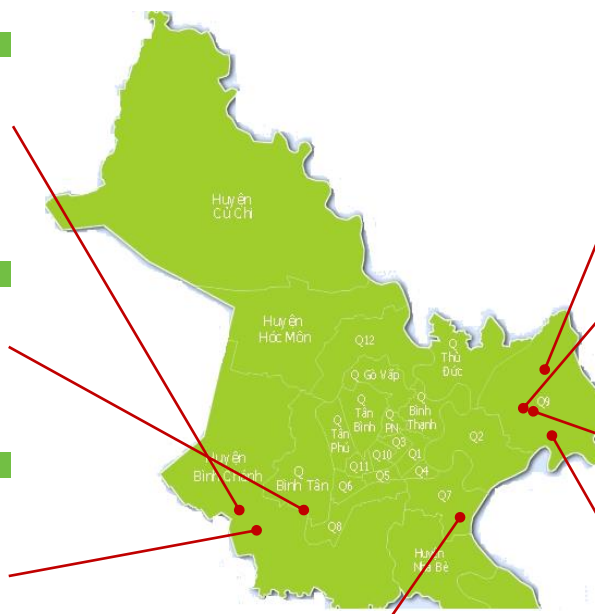 Huyện
Củ Chi
Huyện
Hóc Môn
Q12
Q
Thủ
Đức
Q Gò Vấp
Q
Tân
Bình
Q
PN
Q
Bình
Thạnh
Q9
Q
Tân
Phú
Q3
Q2
Q10
Q1
Q11
Q5
Q4
Huyện
Bình Chánh
Q
Bình Tân
Q6
Q7
Q8
Huyện
Nhà Bè